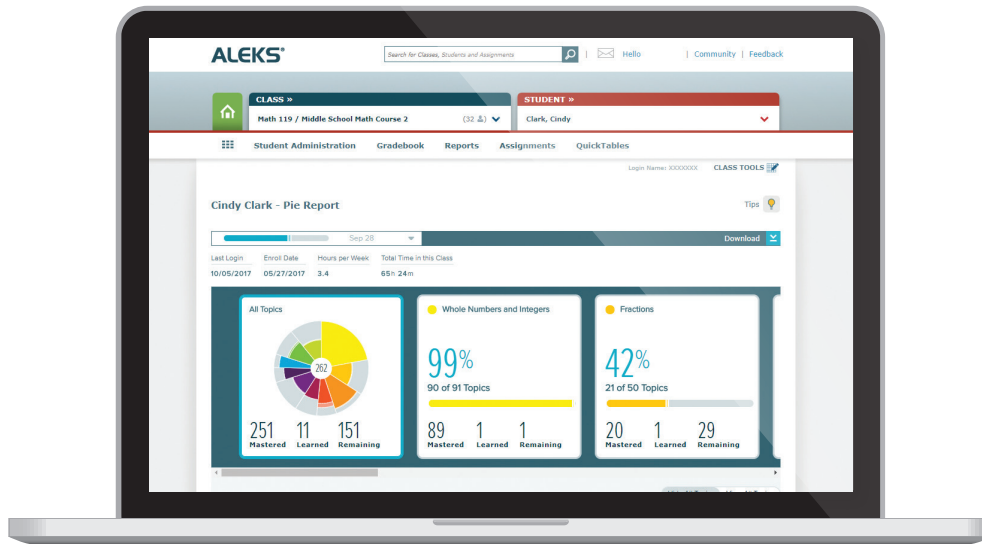 ALEKS®
Search for Classes, Students and Assignments
Hello | Community | Feedback
CLASS »
STUDENT »
Math 119 / Middle School Math Course 2 (32
Clark, Cindy
Student Administration Gradebook Reports Assignments QuickTables
Login Name: XXXXXXX CLASS TOOLS
Cindy Clark - Pie Report
Tips
Sep 28
Download
Last Login Enroll Date Hours per Week Total Time in this Class
10/05/2017 05/27/2017 3.4 65h 24m
All Topics
262
251 11 151
Mastered Learned Remaining
Whole Numbers and Integers
99%
90 of 91 Topics
89 1 1
Mastered Learned Remaining
Fractions
42%
21 of 50 Topics
20 1 29
Mastered Learned Remaining